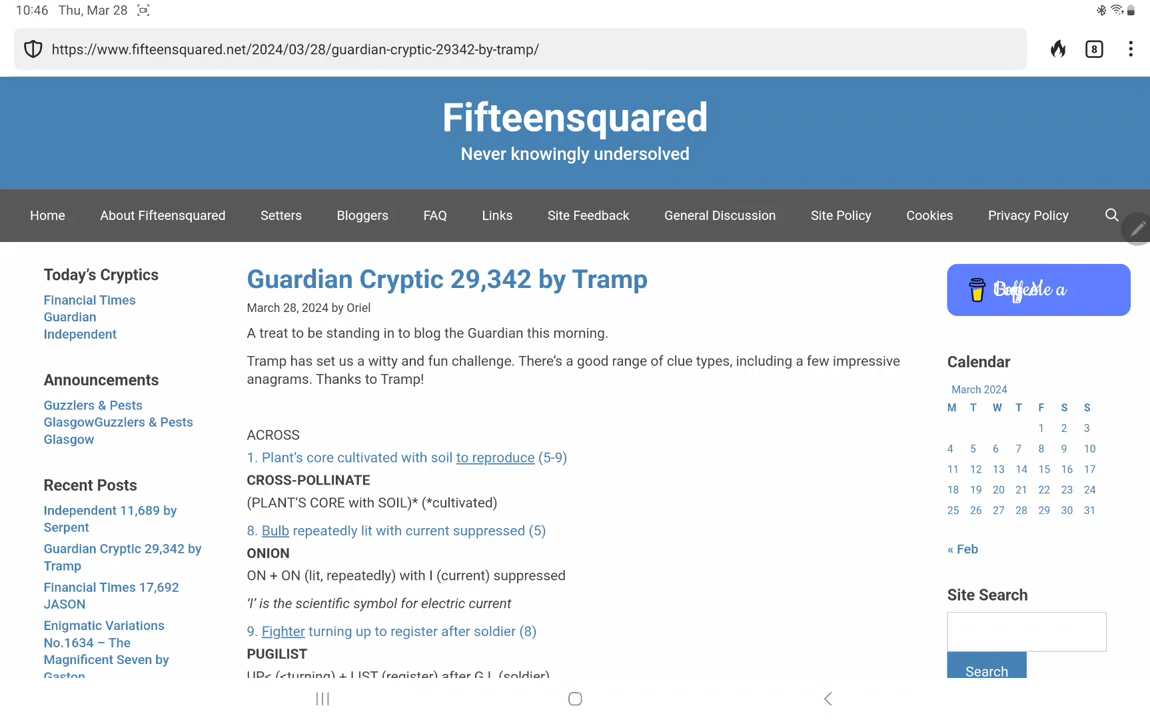 10:46 Thu, Mar 28
https://www.fifteensquared.net/2024/03/28/guardian-cryptic-29342-by-tramp/
8
Fifteensquared
Never knowingly undersolved
Home About Fifteensquared Setters Bloggers FAQ Links Site Feedback General Discussion Site Policy Cookies Privacy Policy
Today's Cryptics
Financial Times
Guardian
Independent
Announcements
Guzzlers & Pests
GlasgowGuzzlers & Pests
Glasgow
Recent Posts
Independent 11,689 by
Serpent
Guardian Cryptic 29,342 by
Tramp
Financial Times 17,692
JASON
Enigmatic Variations
No.1634 – The
Magnificent Seven by
Gaston
Guardian Cryptic 29,342 by Tramp
March 28, 2024 by Oriel
A treat to be standing in to blog the Guardian this morning.
Tramp has set us a witty and fun challenge. There's a good range of clue types, including a few impressive
anagrams. Thanks to Tramp!
ACROSS
1. Plant's core cultivated with soil to reproduce (5-9)
CROSS-POLLINATE
(PLANT'S CORE with SOIL)* (*cultivated)
8. Bulb repeatedly lit with current suppressed (5)
ONION
ON + ON (lit, repeatedly) with I (current) suppressed
'I' is the scientific symbol for electric current
9. Fighter turning up to register after soldier (8)
PUGILIST
UP< (<turning) + LIST (register) after G.I. (soldier)
Me a
Calendar
March 2024
M T W T F S S
1 2 3
4 5 6 7 8 9 10
11 12 13 14 15 16 17
18 19 20 21 22 23 24
25 26 27 28 29 30 31
« Feb
Site Search
Search